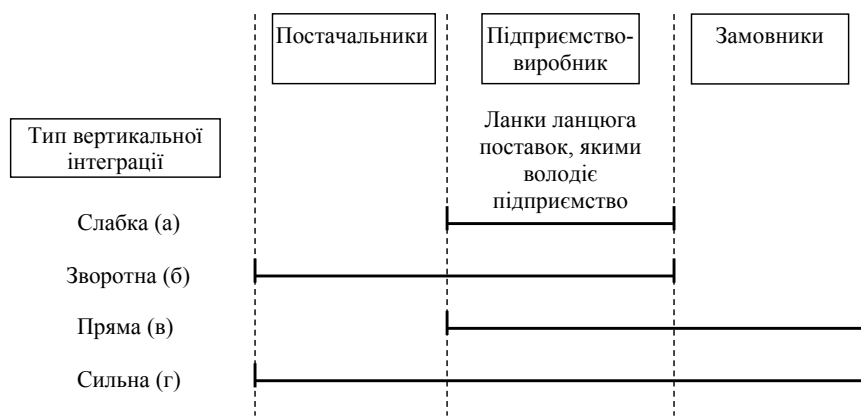 Постачальники
Підприємство-
виробник
Замовники
Тип вертикальної
інтеграції
Ланки ланцюга
поставок, якими
володіє
підприємство
Слабка (а)
Зворотна (б)
Пряма (в)
Сильна (г)